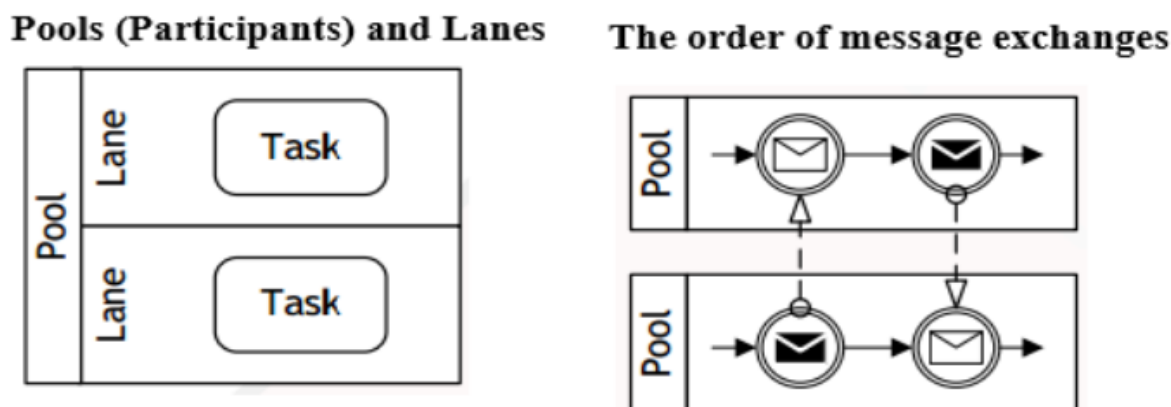 Pools (Participants) and Lanes
Pool
Lane
Task
Lane
Task
The order of message exchanges
Pool
Pool